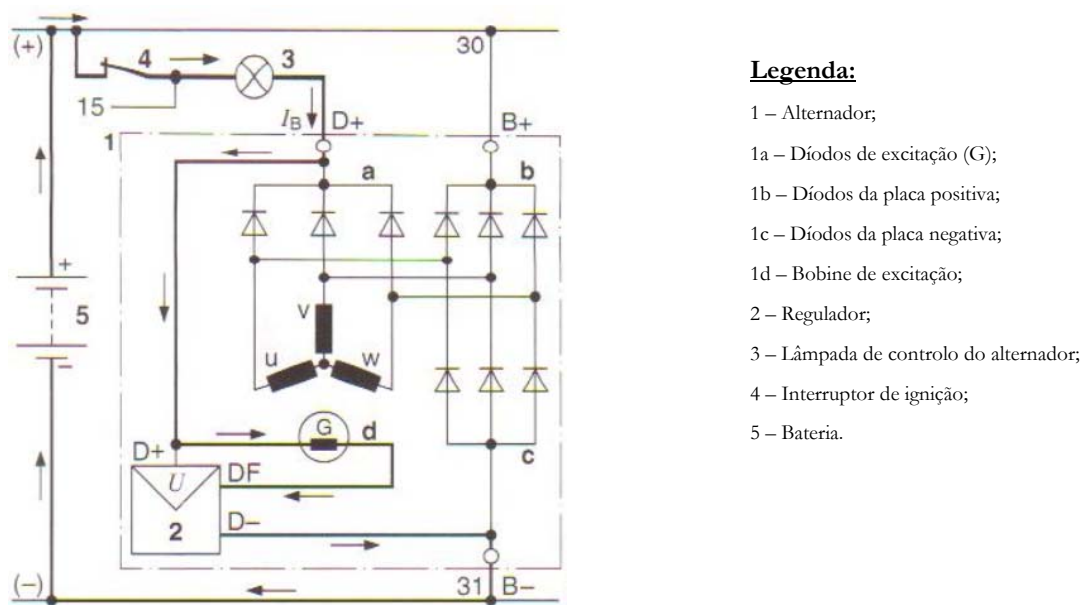 (+)
4
3
30
15
I_B
D+
B+
1
a
b
+
5
−
v
u
w
G
d
c
D+
U
DF
2
D−
(−)
31
B−
Legenda:
1 – Alternador;
1a – Díodos de excitação (G);
1b – Díodos da placa positiva;
1c – Díodos da placa negativa;
1d – Bobine de excitação;
2 – Regulador;
3 – Lâmpada de controlo do alternador;
4 – Interruptor de ignição;
5 – Bateria.